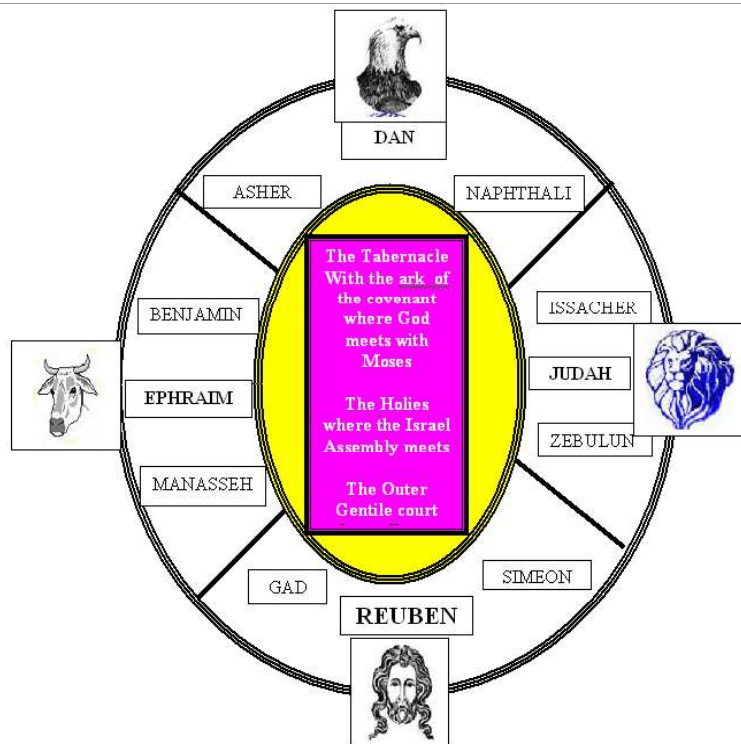 DAN
ASHER
NAPHTHALI
The Tabernacle
With the ark of
the covenant
where God
meets with
Moses
The Holies
where the Israel
Assembly meets
The Outer
Gentile court
BENJAMIN
EPHRAIM
MANASSEH
ISSACHER
JUDAH
ZEBULUN
GAD
REUBEN
SIMEON